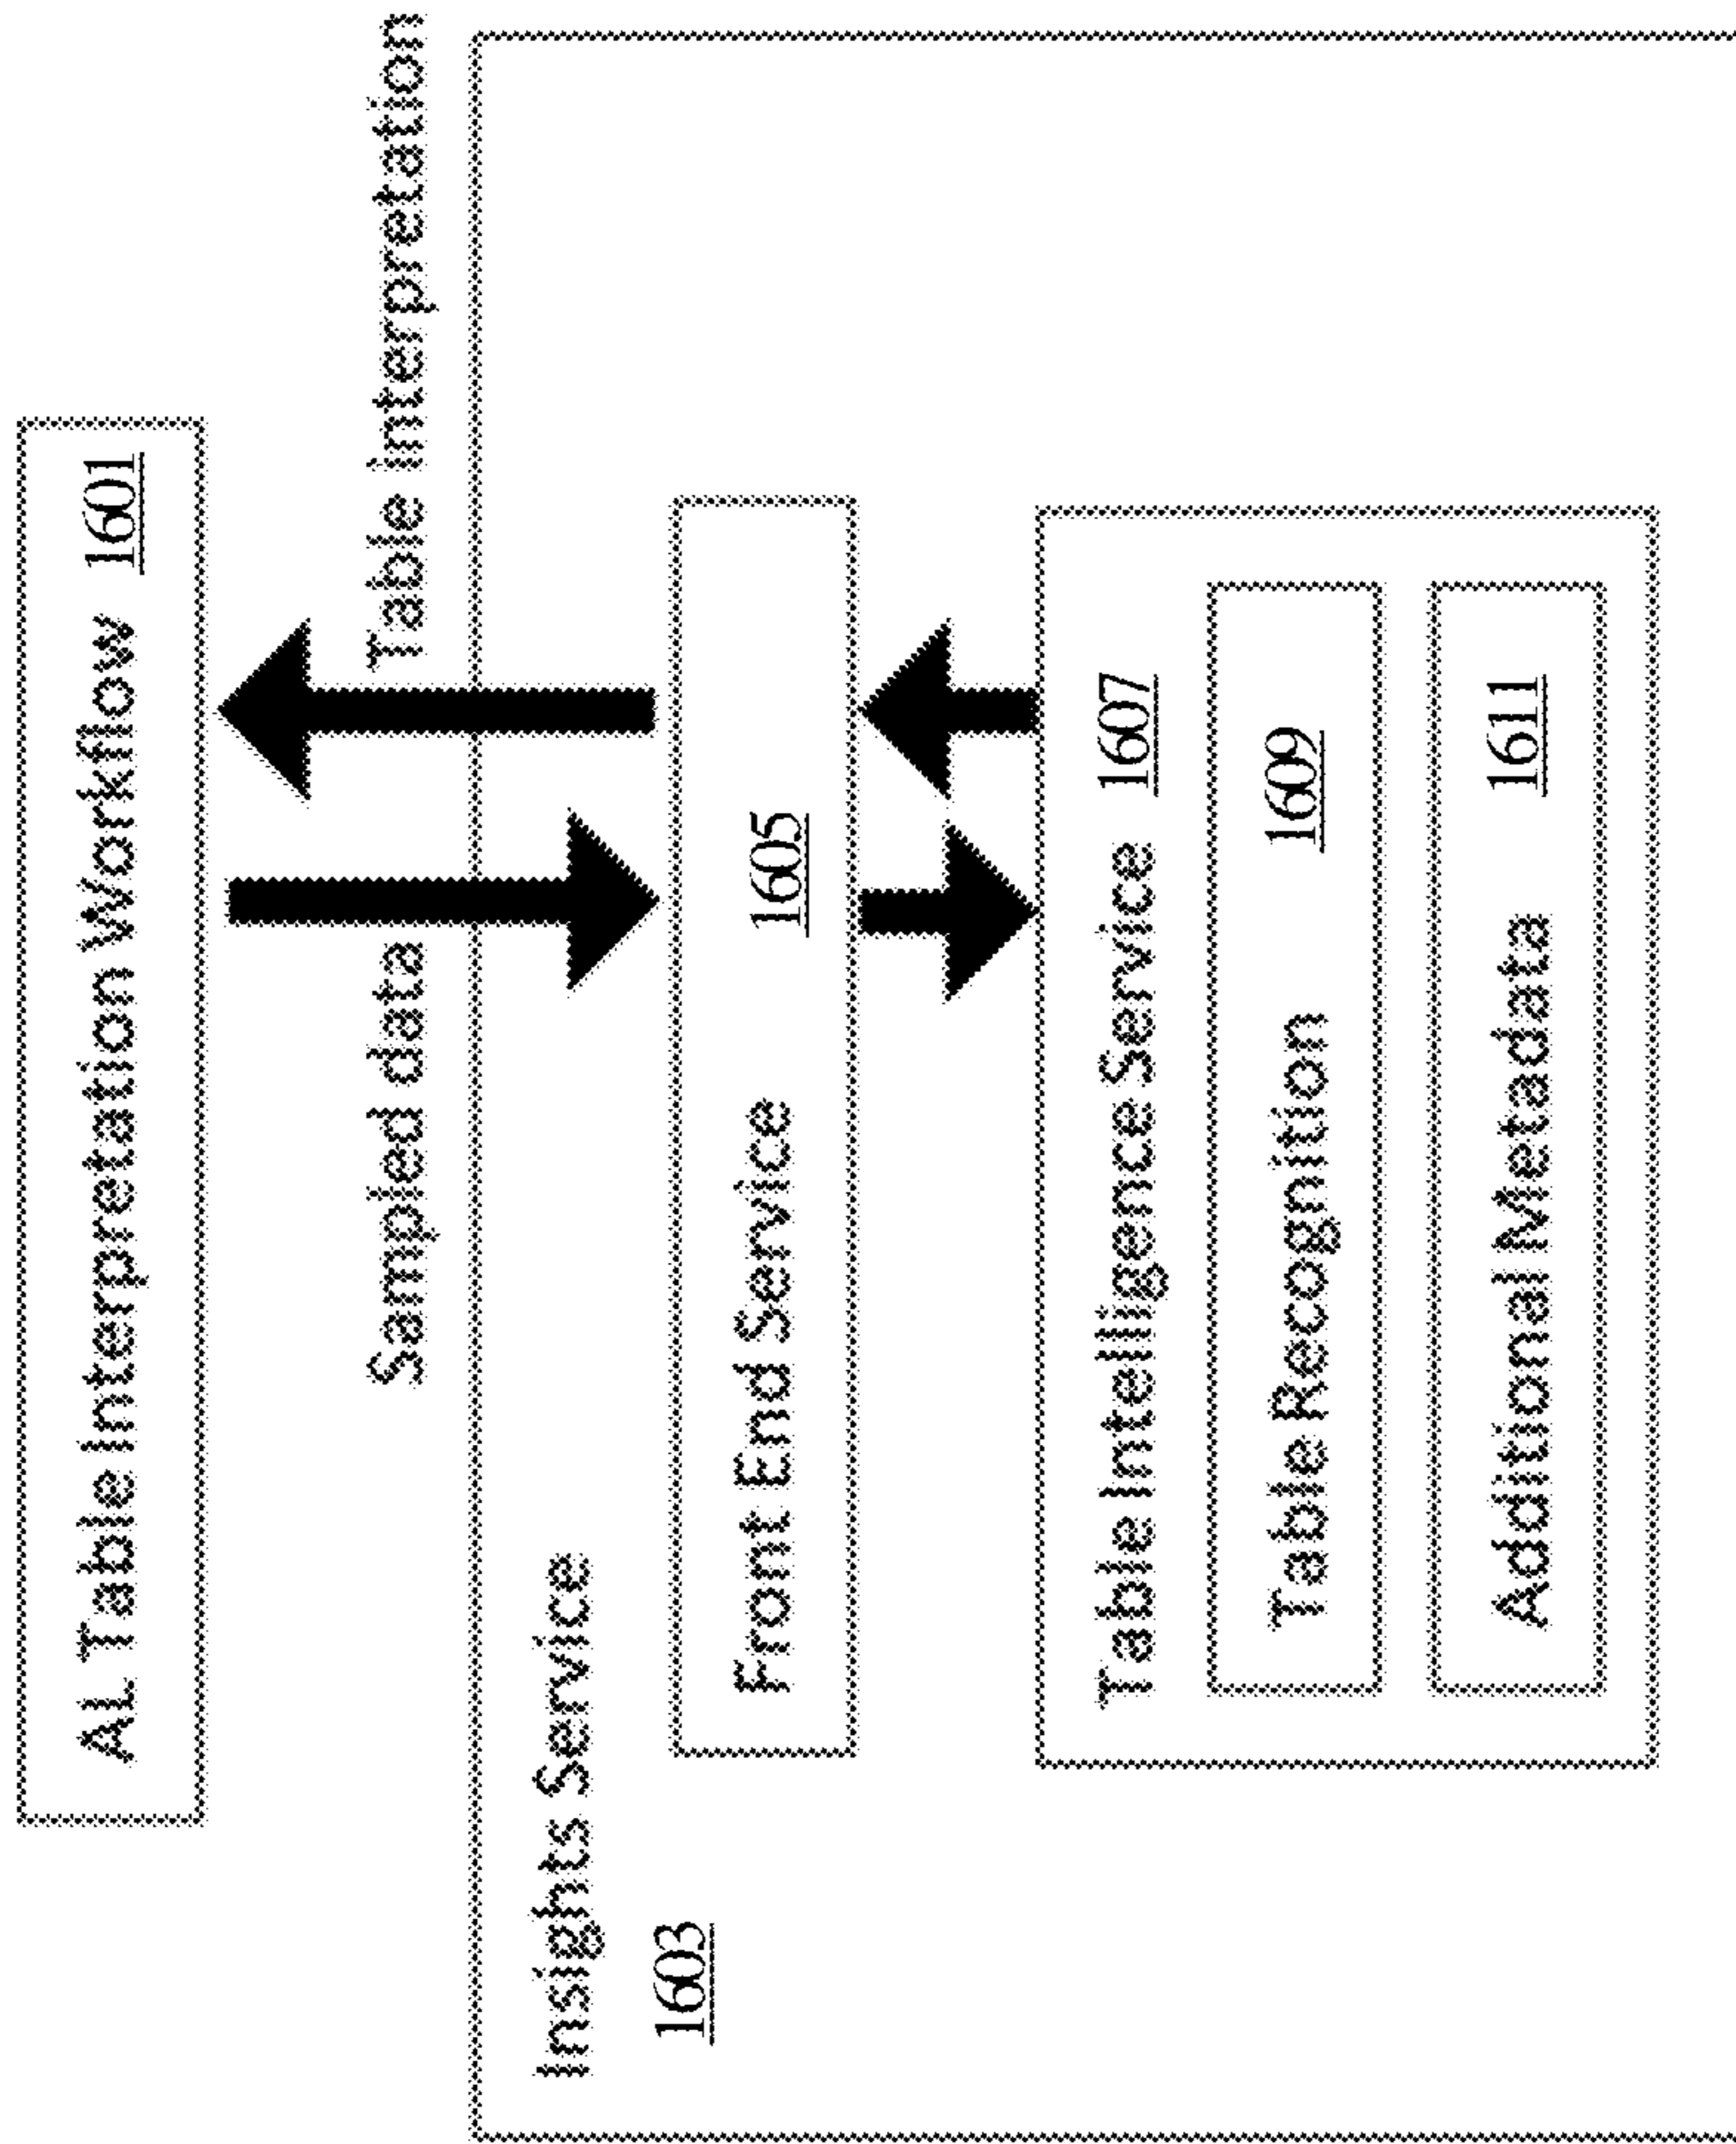 AL Table Interpretation Workflow 1601
Sampled data
Table Interpretation
Insights Service
1603
Front End Service 1605
Table Intelligence Service 1607
Table Recognition 1609
Additional Metadata 1611